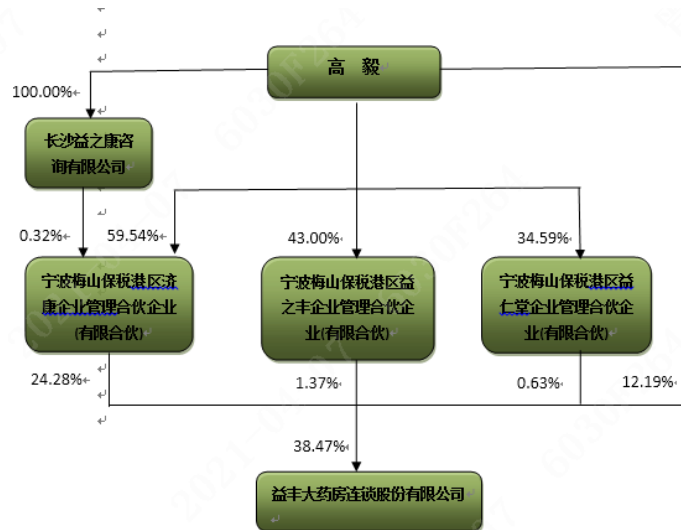 高 毅
100.00%
长沙益之康咨
询有限公司
0.32%
59.54%
43.00%
34.59%
宁波梅山保税港区济
康企业管理合伙企业
(有限合伙)
宁波梅山保税港区益
之丰企业管理合伙企
业(有限合伙)
宁波梅山保税港区益
仁堂企业管理合伙企
业(有限合伙)
24.28%
1.37%
0.63%
12.19%
38.47%
益丰大药房连锁股份有限公司